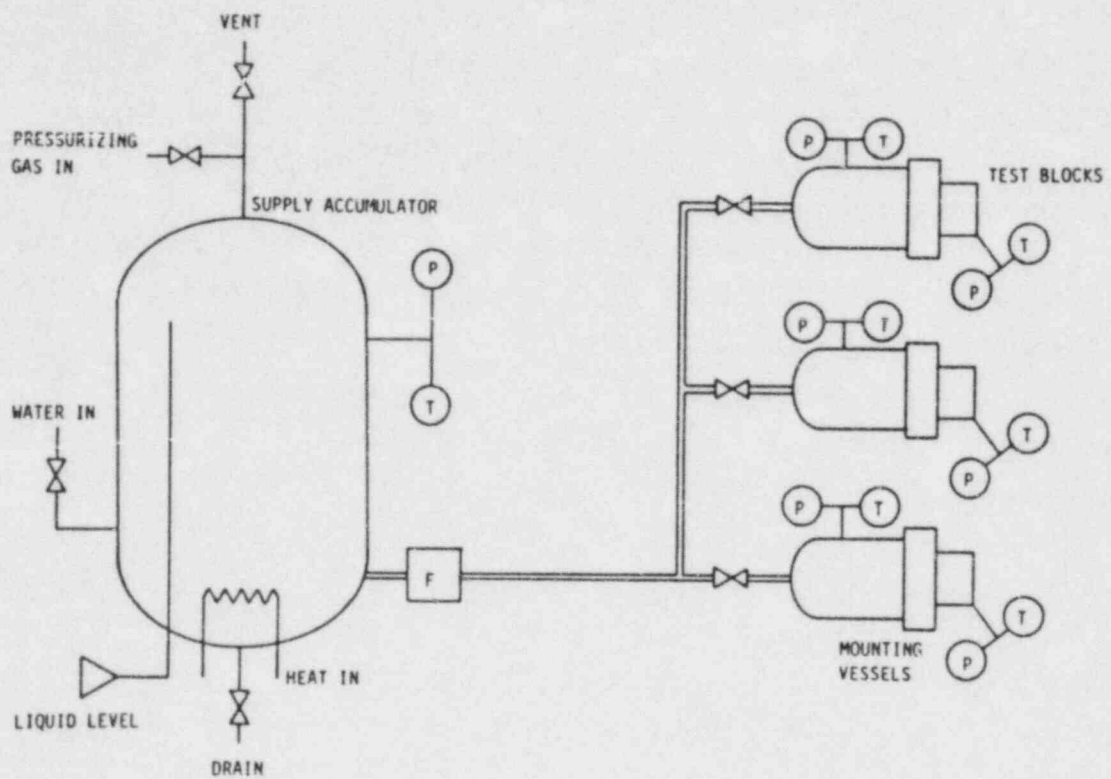 VENT
PRESSURIZING
GAS IN
SUPPLY ACCUMULATOR
P
T
WATER IN
F
HEAT IN
LIQUID LEVEL
DRAIN
P T
TEST BLOCKS
T
P
P T
T
P
P T
T
P
MOUNTING
VESSELS